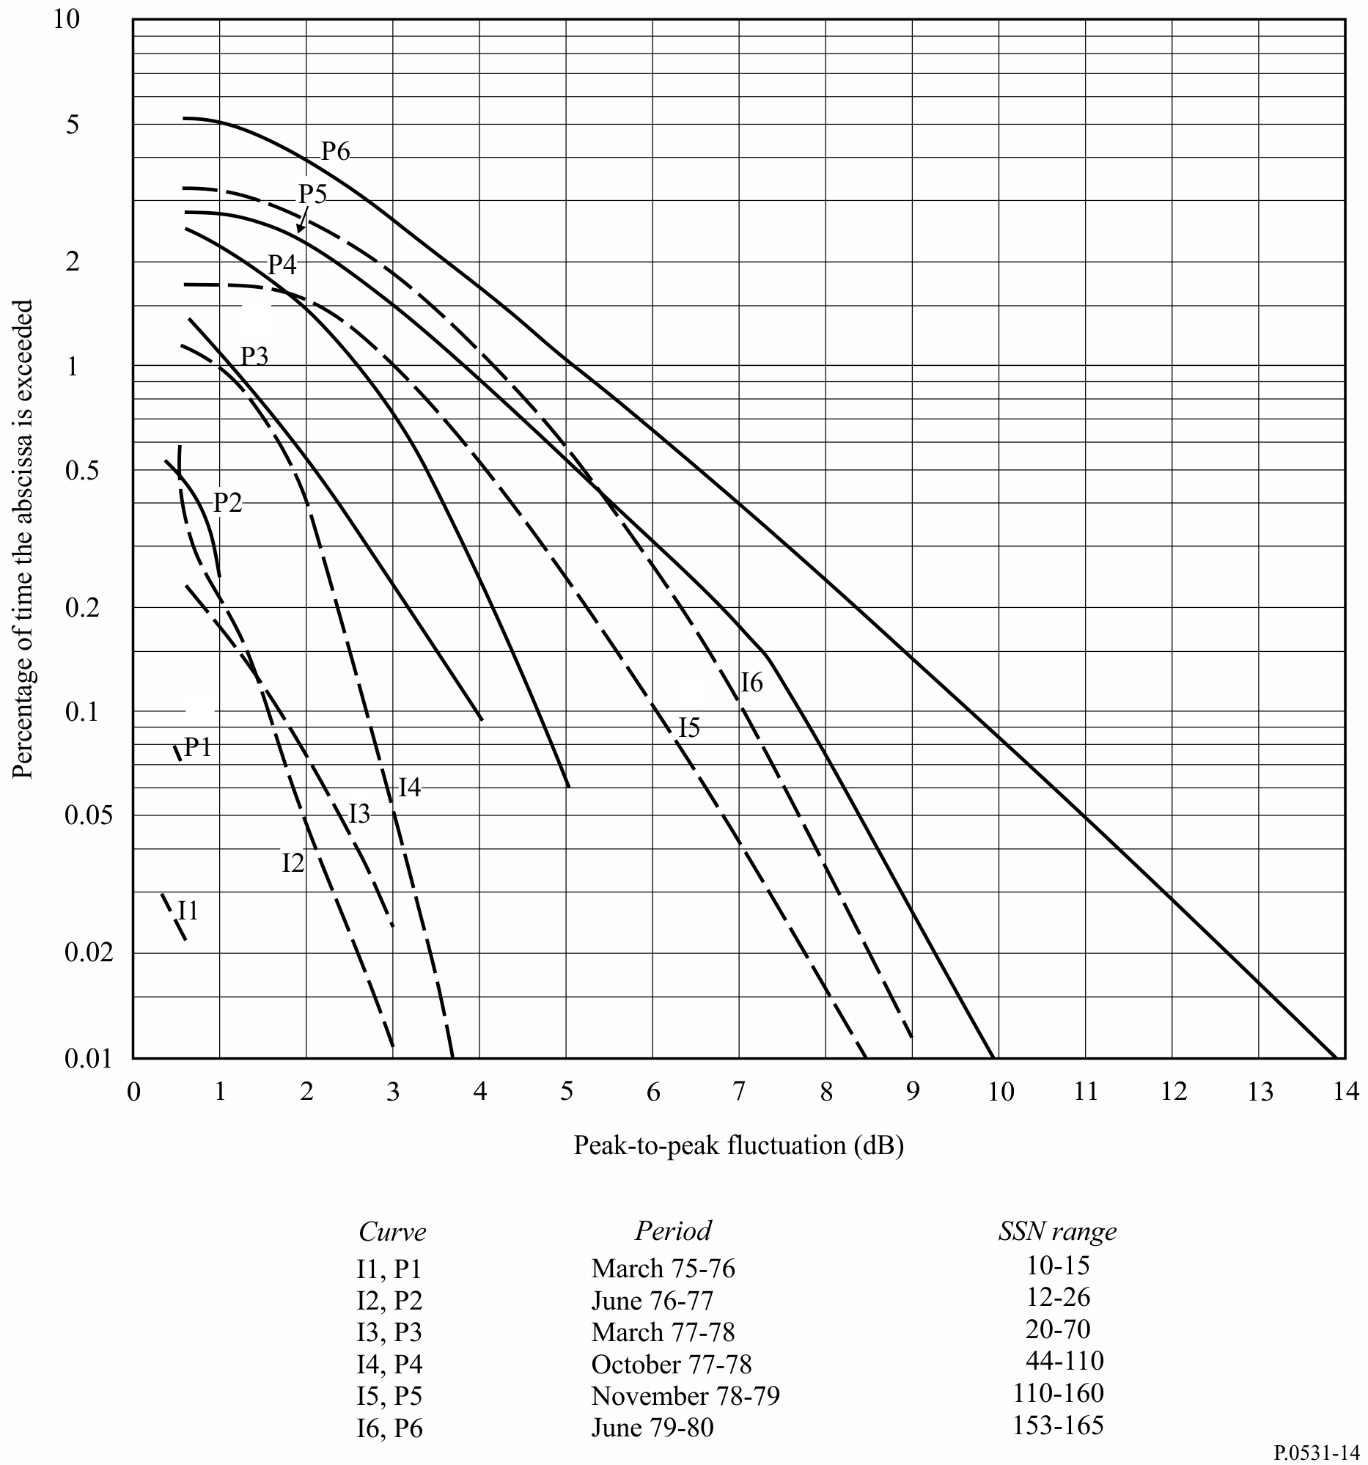 10
5
2
1
0.5
0.2
0.1
0.05
0.02
0.01
Percentage of time the abscissa is exceeded
P6
P5
P4
P3
P2
P1
I6
I5
I4
I3
I2
I1
0 1 2 3 4 5 6 7 8 9 10 11 12 13 14
Peak-to-peak fluctuation (dB)
Curve Period SSN range
I1, P1 March 75-76 10-15
I2, P2 June 76-77 12-26
I3, P3 March 77-78 20-70
I4, P4 October 77-78 44-110
I5, P5 November 78-79 110-160
I6, P6 June 79-80 153-165
P.0531-14